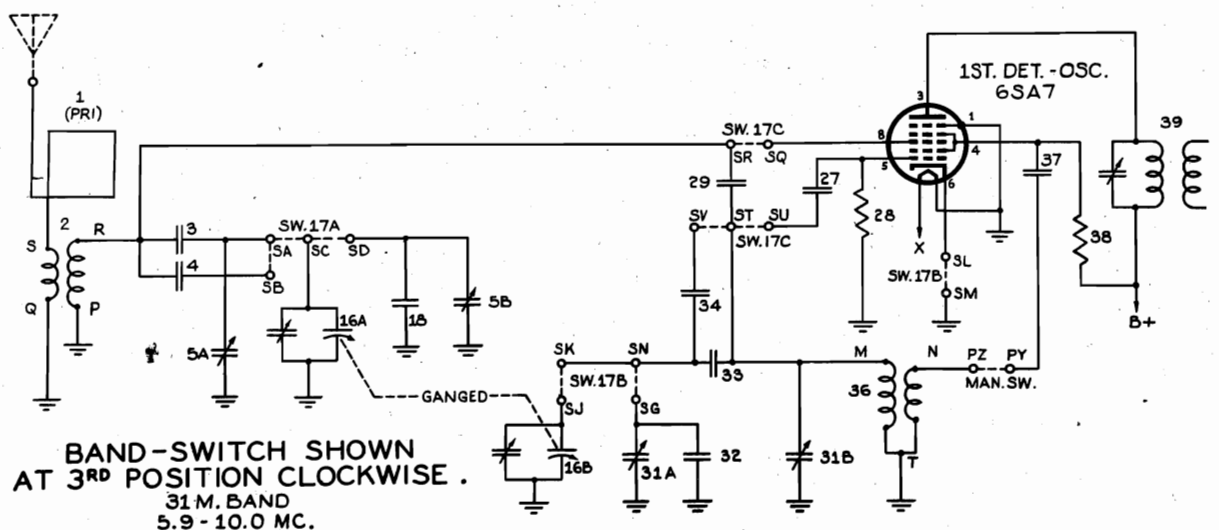 1ST. DET.-OSC.
6SA7
1
(PRI)
3
1
8
4
5
6
SW. 17C
SR
SQ
39
37
29
27
28
38
S
2
R
3
SW.17A
SA
SC
SD
SV
ST
SU
SW.17C
X
SL
SW.17B
SM
B+
Q
P
4
SB
5A
16A
18
5B
34
SK
SN
33
M
N
PZ
PY
MAN. SW.
SW.17B
36
GANGED
SJ
SG
16B
31A
32
31B
T
BAND-SWITCH SHOWN
AT 3RD POSITION CLOCKWISE.
31 M. BAND
5.9 - 10.0 MC.